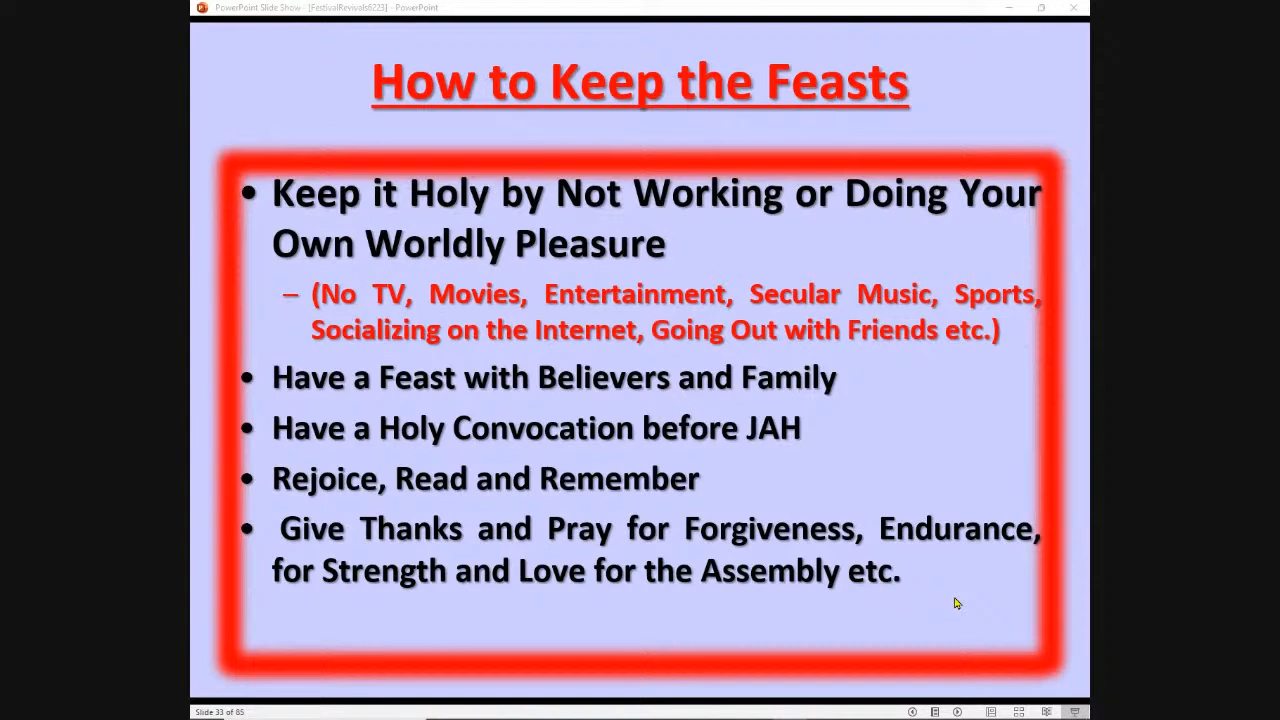 PowerPoint Slide Show - [FestivalRevivals6223] - PowerPoint
How to Keep the Feasts
• Keep it Holy by Not Working or Doing Your
Own Worldly Pleasure
– (No TV, Movies, Entertainment, Secular Music, Sports,
Socializing on the Internet, Going Out with Friends etc.)
• Have a Feast with Believers and Family
• Have a Holy Convocation before JAH
• Rejoice, Read and Remember
• Give Thanks and Pray for Forgiveness, Endurance,
for Strength and Love for the Assembly etc.
Slide 33 of 85